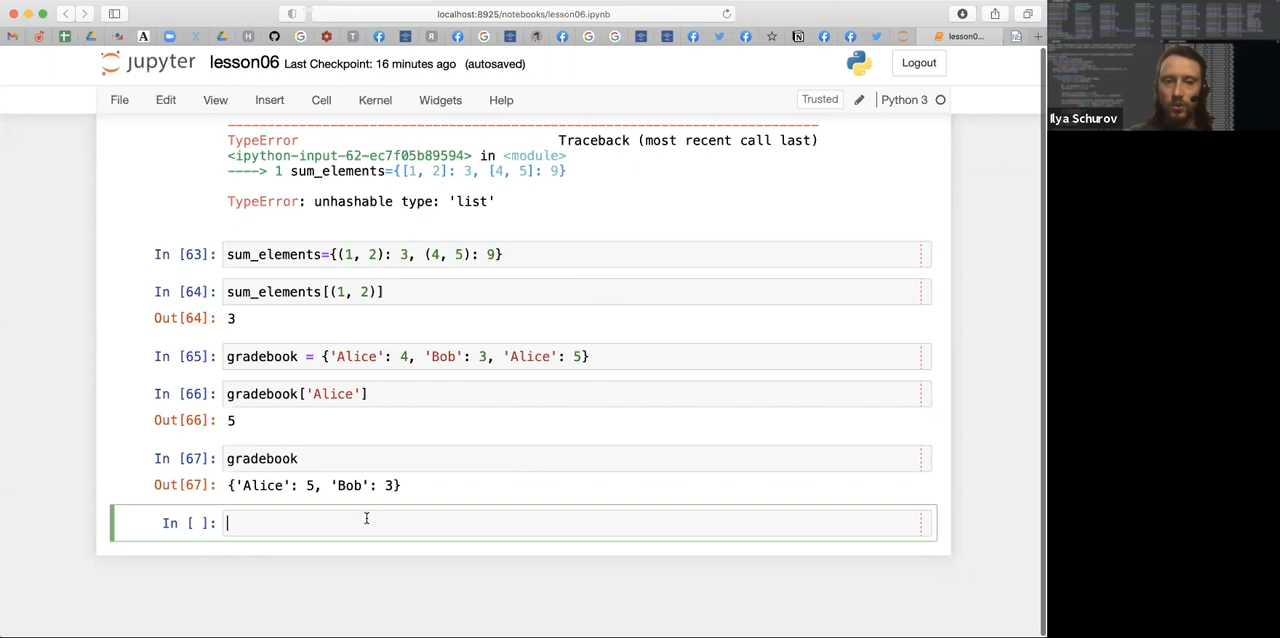 localhost:8925/notebooks/lesson06.ipynb
lesson0...
jupyter lesson06 Last Checkpoint: 16 minutes ago (autosaved)
Logout
File Edit View Insert Cell Kernel Widgets Help
Trusted Python 3
TypeError Traceback (most recent call last)
<ipython-input-62-ec7f05b89594> in <module>
----> 1 sum_elements={[1, 2]: 3, [4, 5]: 9}
TypeError: unhashable type: 'list'
In [63]: sum_elements={(1, 2): 3, (4, 5): 9}
In [64]: sum_elements[(1, 2)]
Out[64]: 3
In [65]: gradebook = {'Alice': 4, 'Bob': 3, 'Alice': 5}
In [66]: gradebook['Alice']
Out[66]: 5
In [67]: gradebook
Out[67]: {'Alice': 5, 'Bob': 3}
In [ ]:
Ilya Schurov